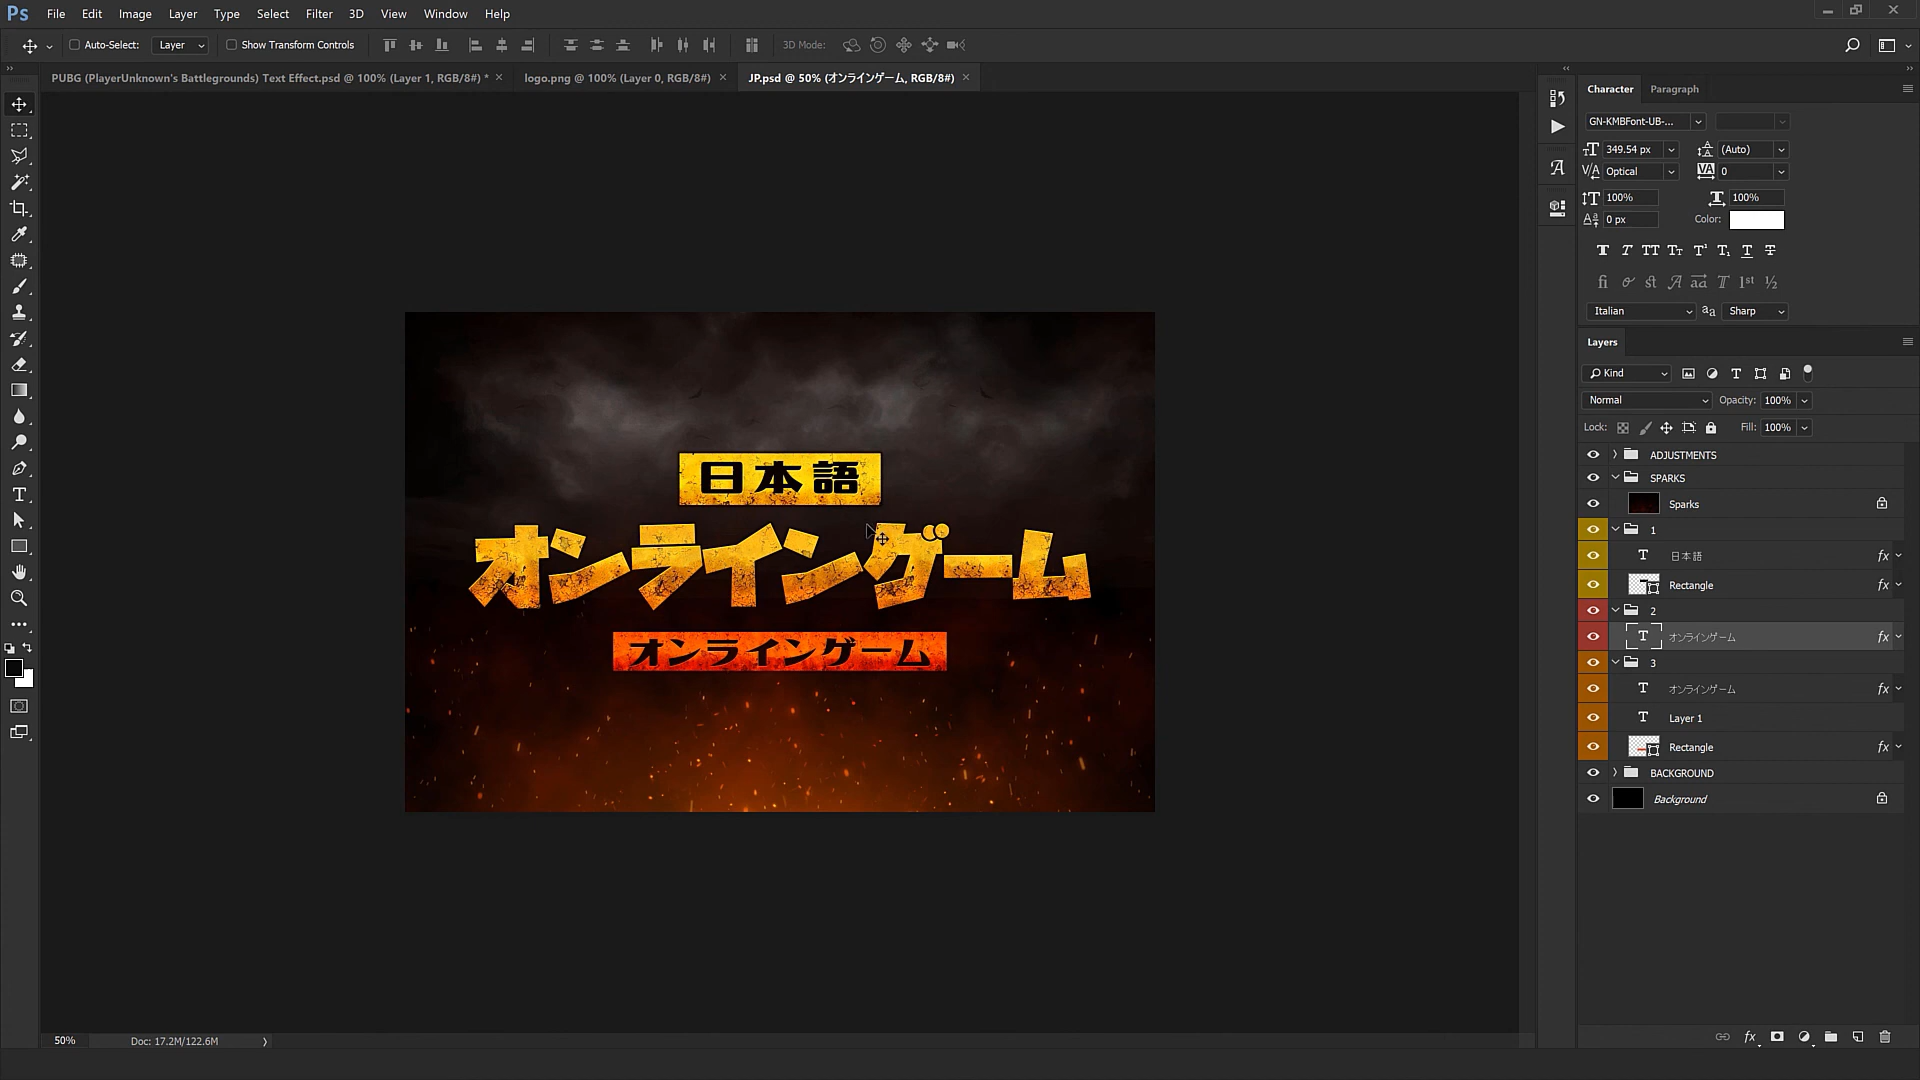 Ps File Edit Image Layer Type Select Filter 3D View Window Help
Auto-Select: Layer Show Transform Controls 3D Mode:
PUBG (PlayerUnknown's Battlegrounds) Text Effect.psd @ 100% (Layer 1, RGB/8#) * logo.png @ 100% (Layer 0, RGB/8#) JP.psd @ 50% (オンラインゲーム, RGB/8#)
Character Paragraph
GN-KMBFont-UB-...
349.54 px (Auto)
Optical 0
100% 100%
0 px Color:
Italian Sharp
Layers
Kind
Normal Opacity: 100%
Lock: Fill: 100%
ADJUSTMENTS
SPARKS
Sparks
1
日本語 fx
Rectangle fx
2
オンラインゲーム fx
3
オンラインゲーム fx
Layer 1
Rectangle fx
BACKGROUND
Background
日本語
オンラインゲーム
オンラインゲーム
50% Doc: 17.2M/122.6M